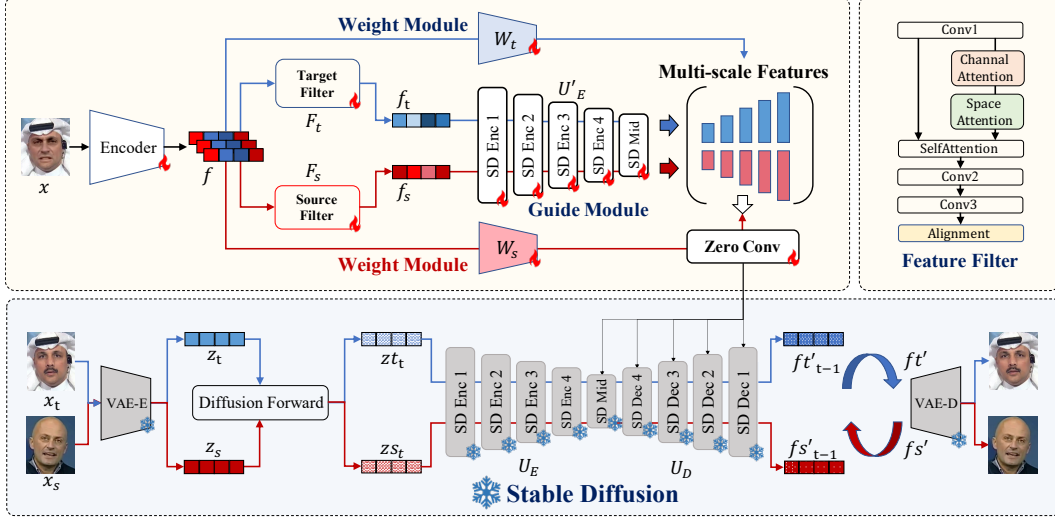 Weight Module
W_t
Multi-scale Features
Target
Filter
F_t
f_t
U'_E
Encoder
x
f
SD Enc 1
SD Enc 2
SD Enc 3
SD Enc 4
SD Mid
F_s
Source
Filter
f_s
Guide Module
Weight Module
W_s
Zero Conv
Conv1
Channal
Attention
Space
Attention
SelfAttention
Conv2
Conv3
Alignment
Feature Filter
x_t
x_s
VAE-E
z_t
Diffusion Forward
z_s
zt_t
zs_t
SD Enc 1
SD Enc 2
SD Enc 3
SD Enc 4
SD Mid
SD Dec 4
SD Dec 3
SD Dec 2
SD Dec 1
U_E
U_D
ft'_t−1
fs'_t−1
ft'
fs'
VAE-D
Stable Diffusion